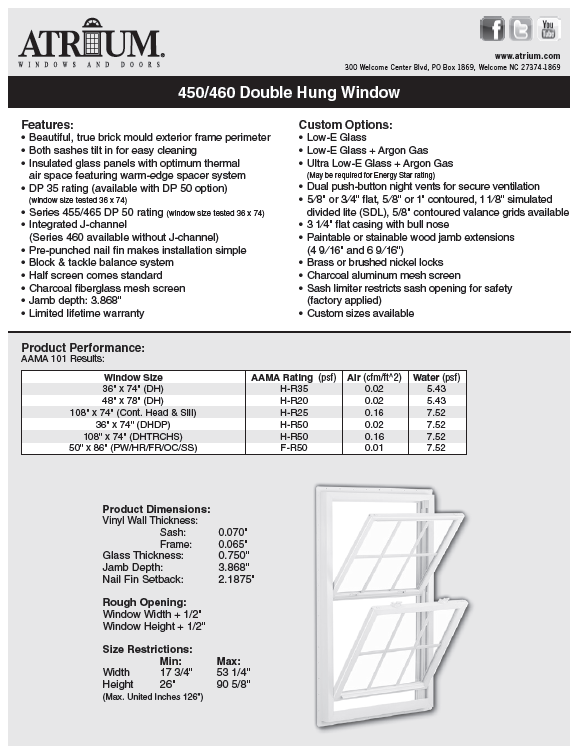 ATRIUM.
WINDOWS AND DOORS
f
t
You Tube
www.atrium.com
300 Welcome Center Blvd, PO Box 1869, Welcome NC 27374-1869
450/460 Double Hung Window
Features:
• Beautiful, true brick mould exterior frame perimeter
• Both sashes tilt in for easy cleaning
• Insulated glass panels with optimum thermal
air space featuring warm-edge spacer system
• DP 35 rating (available with DP 50 option)
(window size tested 36 x 74)
• Series 455/465 DP 50 rating (window size tested 36 x 74)
• Integrated J-channel
(Series 460 available without J-channel)
• Pre-punched nail fin makes installation simple
• Block & tackle balance system
• Half screen comes standard
• Charcoal fiberglass mesh screen
• Jamb depth: 3.868"
• Limited lifetime warranty
Custom Options:
• Low-E Glass
• Low-E Glass + Argon Gas
• Ultra Low-E Glass + Argon Gas
(May be required for Energy Star rating)
• Dual push-button night vents for secure ventilation
• 5/8" or 3/4" flat, 5/8" or 1" contoured, 1 1/8" simulated
divided lite (SDL), 5/8" contoured valance grids available
• 3 1/4" flat casing with bull nose
• Paintable or stainable wood jamb extensions
(4 9/16" and 6 9/16")
• Brass or brushed nickel locks
• Charcoal aluminum mesh screen
• Sash limiter restricts sash opening for safety
(factory applied)
• Custom sizes available
Product Performance:
AAMA 101 Results:
Window Size AAMA Rating (psf) Air (cfm/ft^2) Water (psf)
36" x 74" (DH) H-R35 0.02 5.43
48" x 78" (DH) H-R20 0.02 5.43
108" x 74" (Cont. Head & Sill) H-R25 0.16 7.52
36" x 74" (DHDP) H-R50 0.02 7.52
108" x 74" (DHTRCHS) H-R50 0.16 7.52
50" x 86" (PW/HR/FR/OC/SS) F-R50 0.01 7.52
Product Dimensions:
Vinyl Wall Thickness:
Sash: 0.070"
Frame: 0.065"
Glass Thickness: 0.750"
Jamb Depth: 3.868"
Nail Fin Setback: 2.1875"
Rough Opening:
Window Width + 1/2"
Window Height + 1/2"
Size Restrictions:
Min: Max:
Width 17 3/4" 53 1/4"
Height 26" 90 5/8"
(Max. United Inches 126")